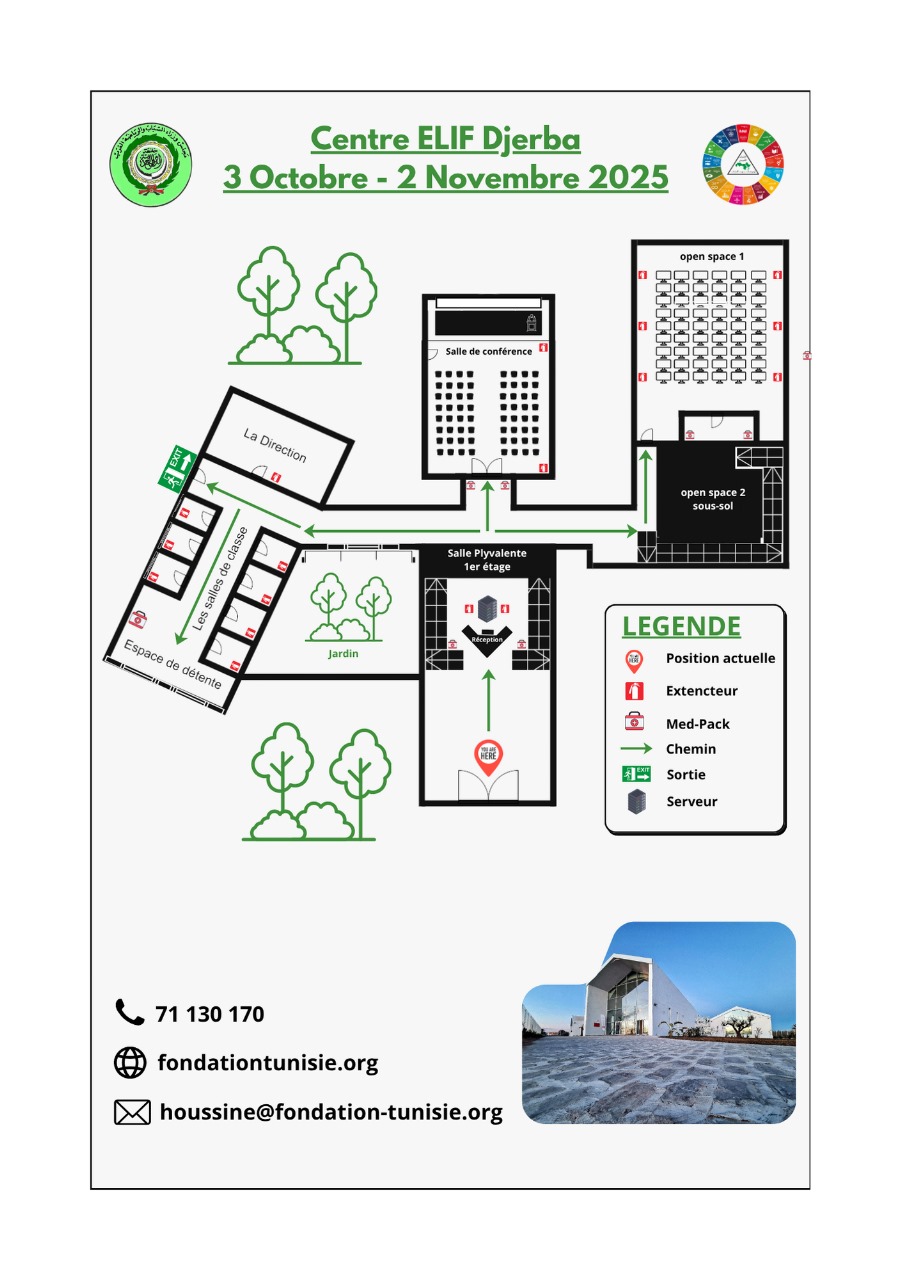 Centre ELIF Djerba
3 Octobre - 2 Novembre 2025
open space 1
Salle de conférence
La Direction
EXIT
open space 2
sous-sol
Les salles de classe
Salle Plyvalente
1er étage
Réception
Jardin
Espace de détente
YOU ARE
HERE
LEGENDE
Position actuelle
Extencteur
Med-Pack
Chemin
EXIT
Sortie
Serveur
71 130 170
fondationtunisie.org
houssine@fondation-tunisie.org